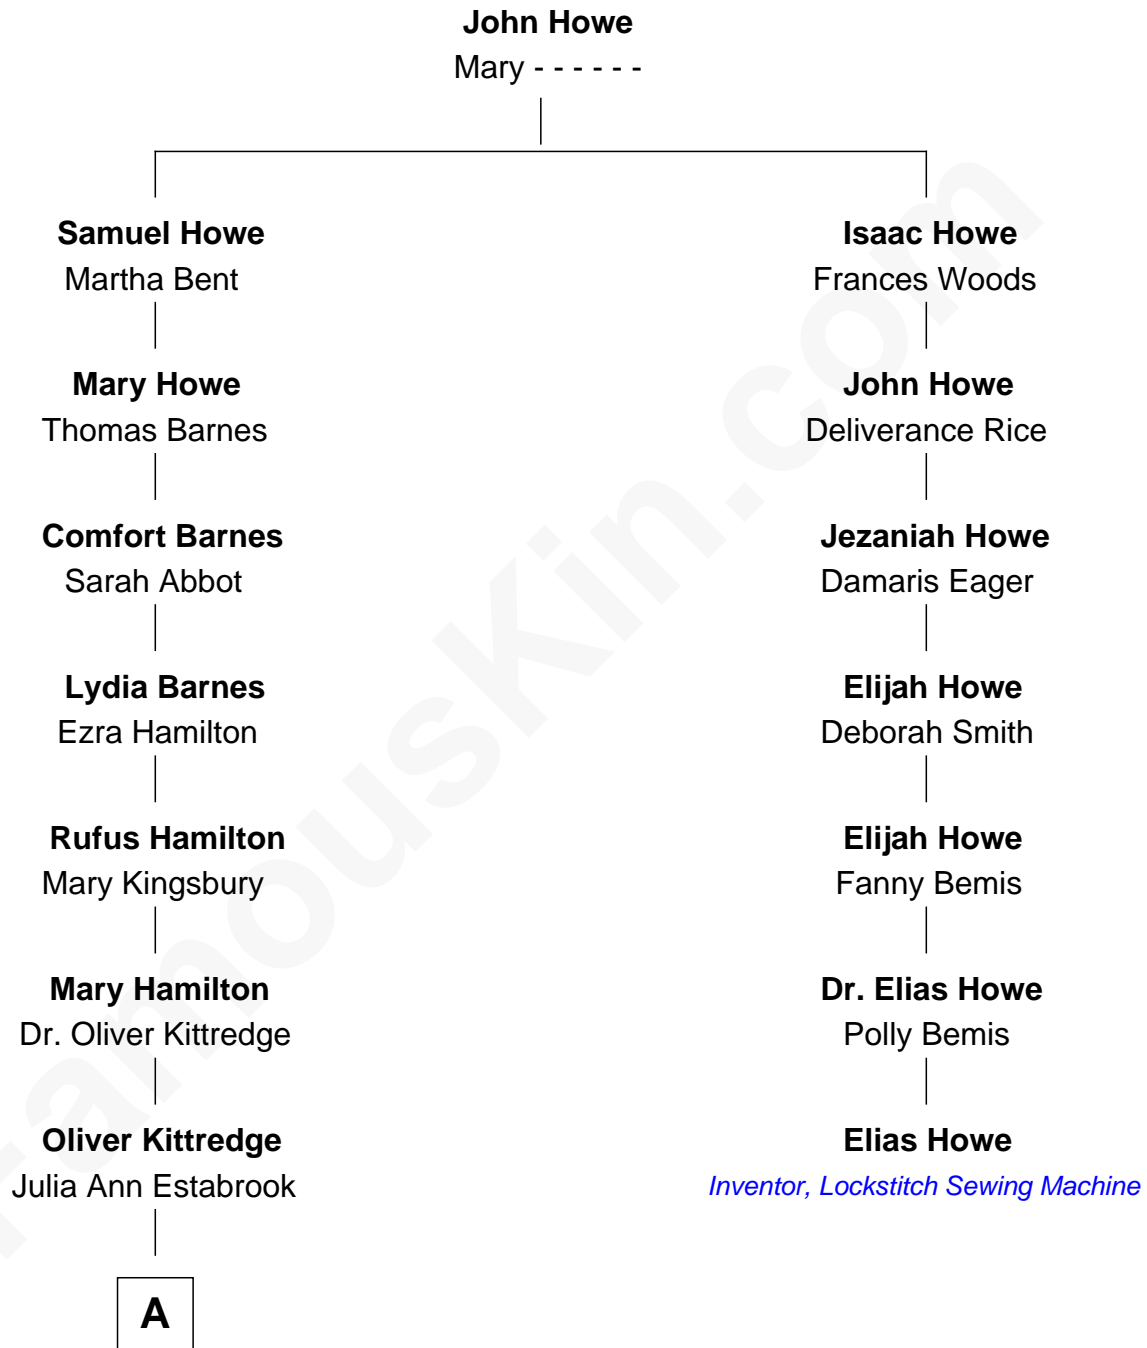 John Howe
Mary - - - - - -
Samuel Howe
Martha Bent
Isaac Howe
Frances Woods
Mary Howe
Thomas Barnes
John Howe
Deliverance Rice
Comfort Barnes
Sarah Abbot
Jezaniah Howe
Damaris Eager
Lydia Barnes
Ezra Hamilton
Elijah Howe
Deborah Smith
Rufus Hamilton
Mary Kingsbury
Elijah Howe
Fanny Bemis
Mary Hamilton
Dr. Oliver Kittredge
Dr. Elias Howe
Polly Bemis
Oliver Kittredge
Julia Ann Estabrook
Elias Howe
Inventor, Lockstitch Sewing Machine
A
FamousKin.com